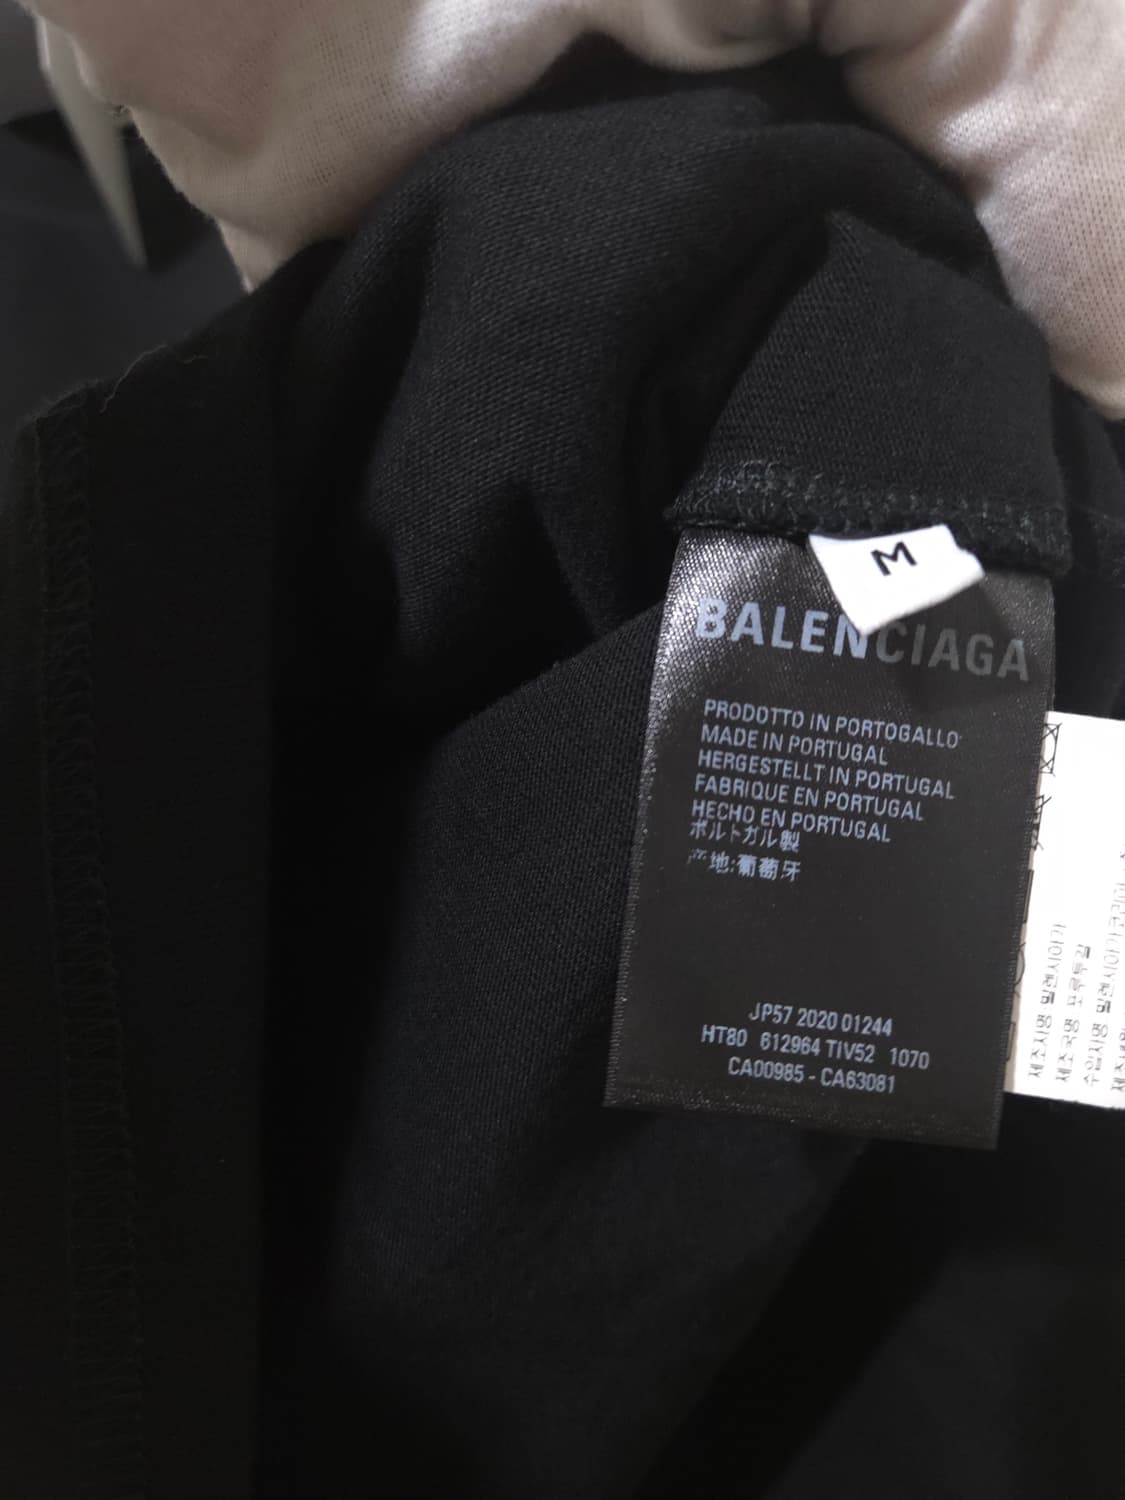 M
BALENCIAGA
PRODOTTO IN PORTOGALLO
MADE IN PORTUGAL
HERGESTELLT IN PORTUGAL
FABRIQUE EN PORTUGAL
HECHO EN PORTUGAL
ポルトガル製
产地:葡萄牙
JP57 2020 01244
HT80 612964 TIV52 1070
CA00985 - CA63081